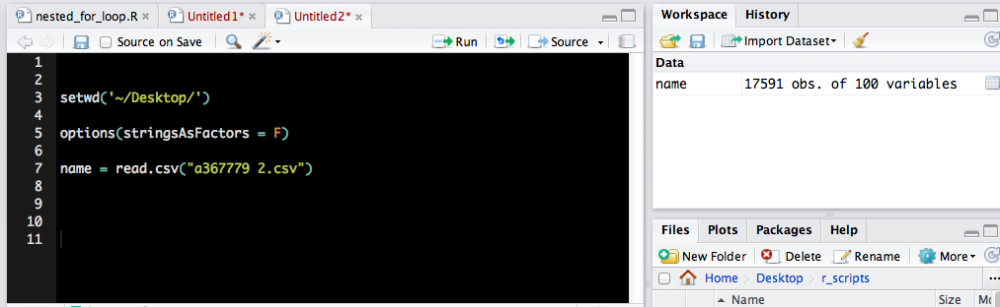 nested_for_loop.R × Untitled1* × Untitled2* ×
Source on Save Run Source
1
2
3 setwd('~/Desktop/')
4
5 options(stringsAsFactors = F)
6
7 name = read.csv("a367779 2.csv")
8
9
10
11
Workspace History
Import Dataset
Data
name 17591 obs. of 100 variables
Files Plots Packages Help
New Folder Delete Rename More
Home Desktop r_scripts ...
Name Size